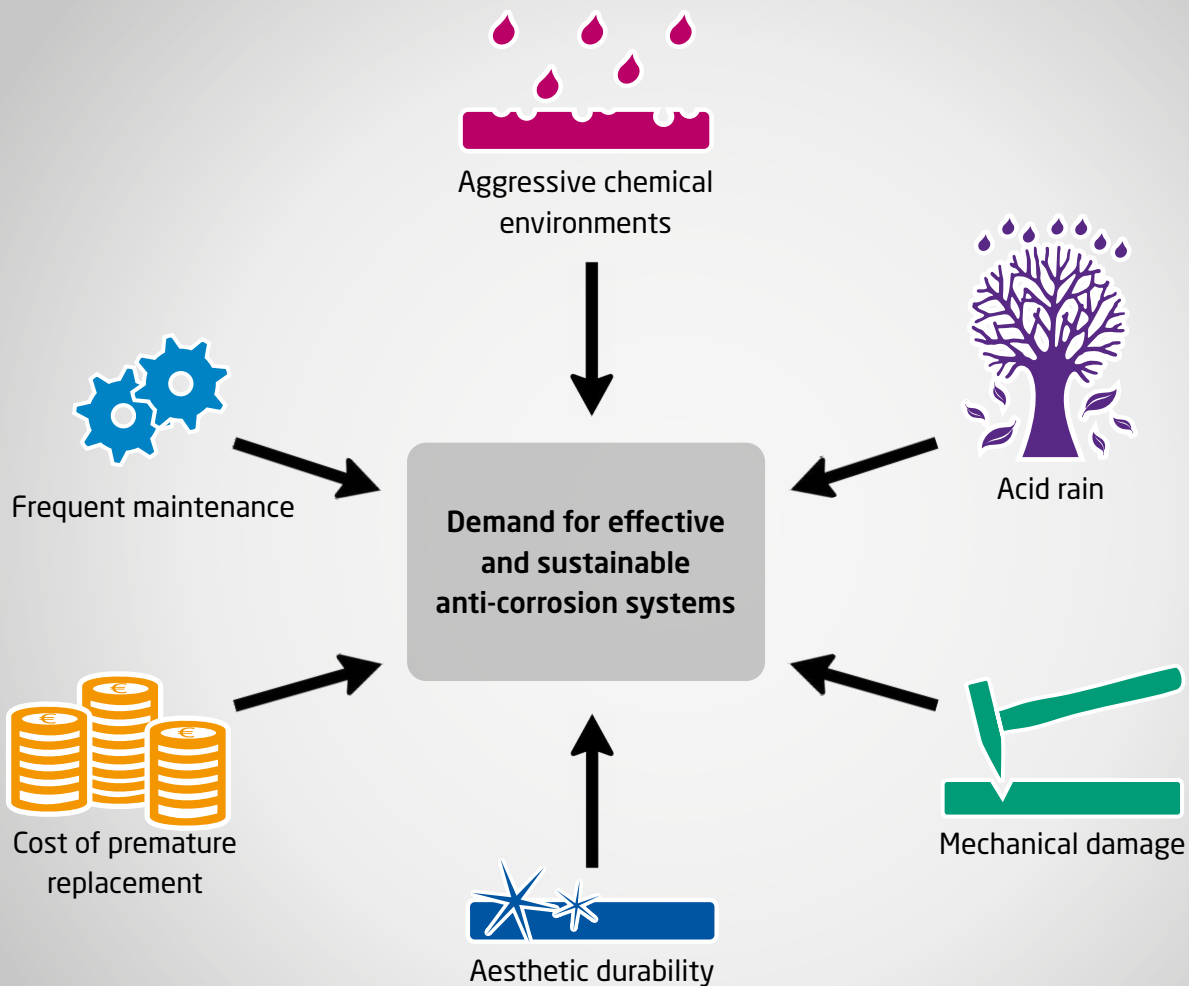 Aggressive chemical
environments
Acid rain
Frequent maintenance
Demand for effective
and sustainable
anti-corrosion systems
€
€
€
Cost of premature
replacement
Mechanical damage
Aesthetic durability